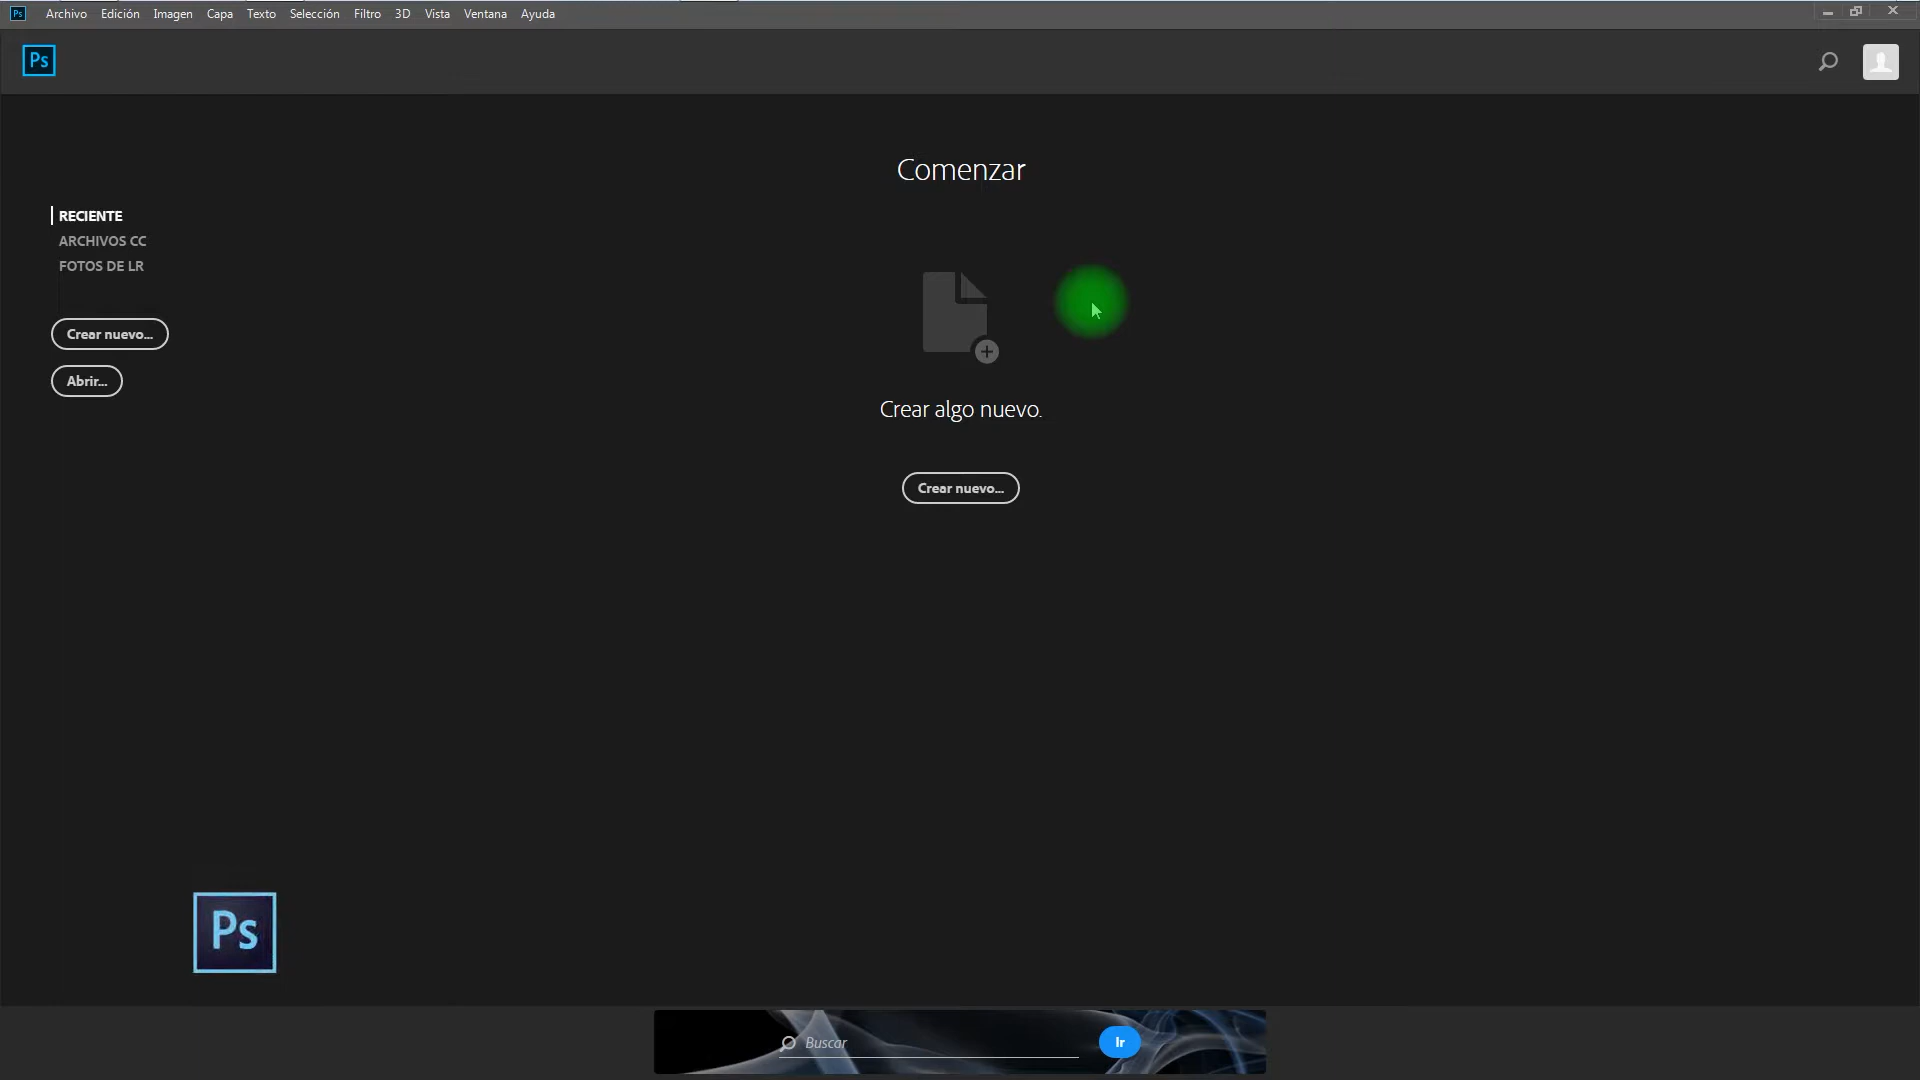 Ps Archivo Edición Imagen Capa Texto Selección Filtro 3D Vista Ventana Ayuda
Ps
Comenzar
RECIENTE
ARCHIVOS CC
FOTOS DE LR
Crear nuevo...
Abrir...
Crear algo nuevo.
Crear nuevo...
Ps
Buscar Ir